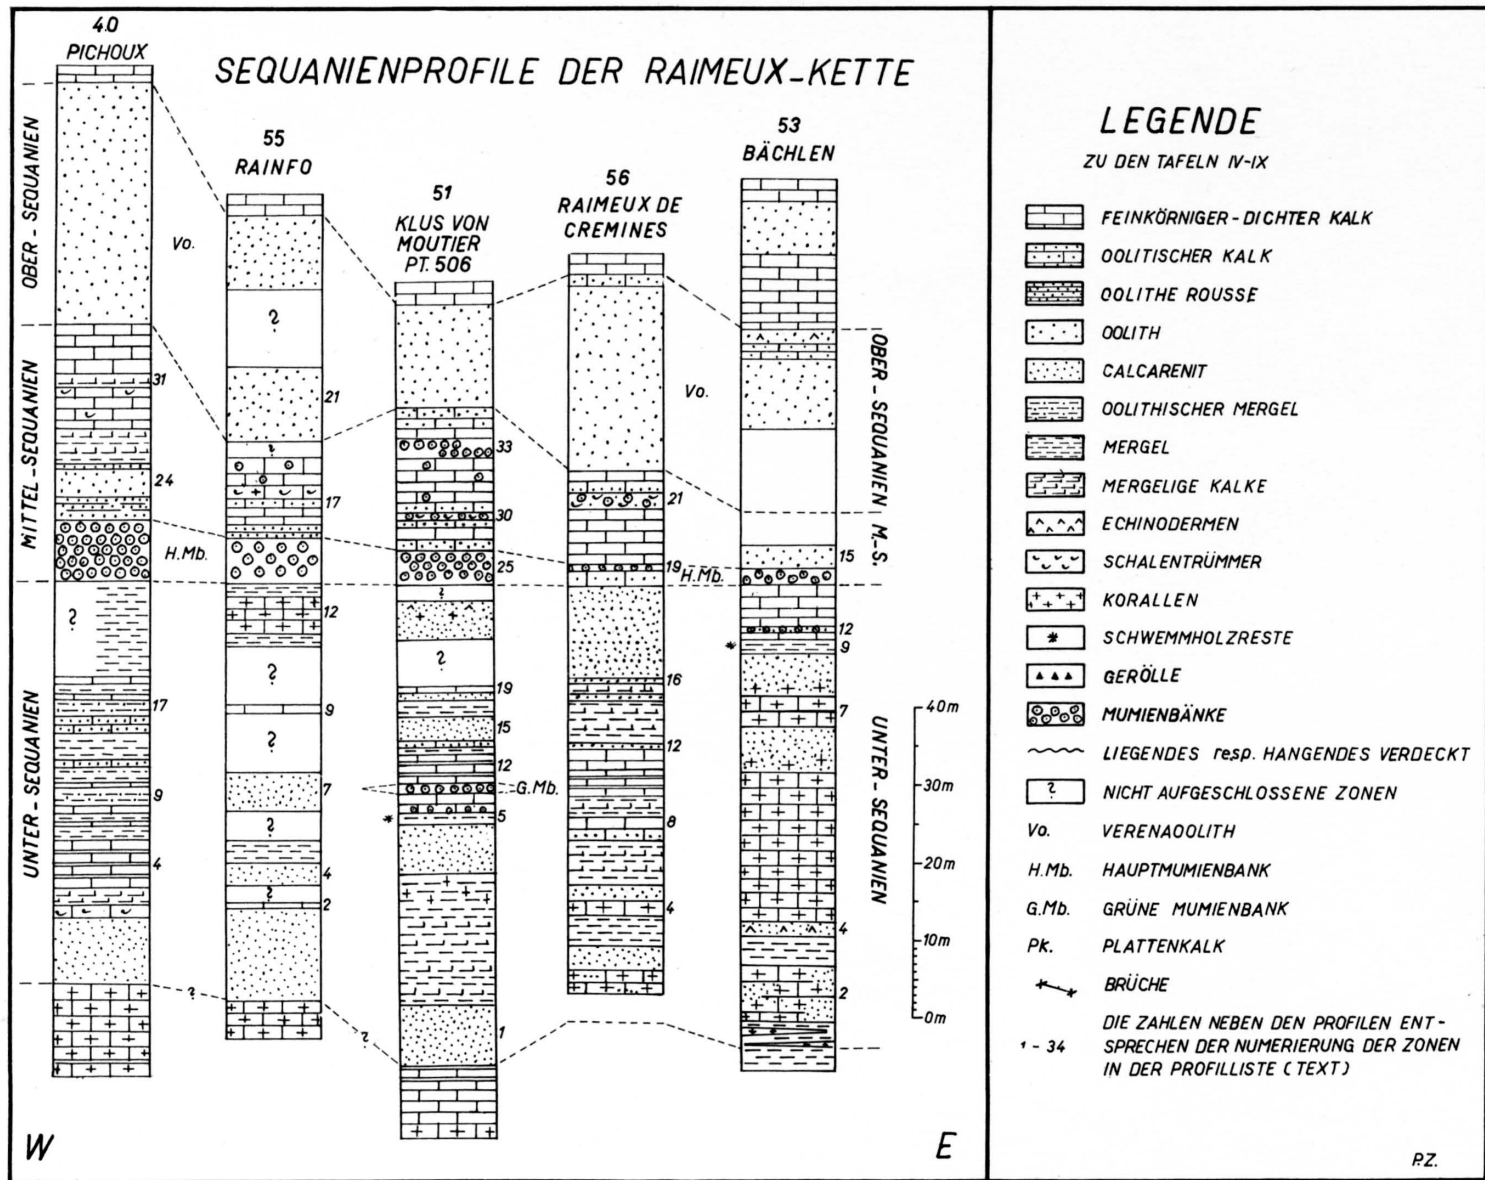 SEQUANIENPROFILE DER RAIMEUX-KETTE
40
PICHOUX
55
RAINFO
51
KLUS VON
MOUTIER
PT. 506
56
RAIMEUX DE
CREMINES
53
BÄCHLEN
OBER-SEQUANIEN
MITTEL-SEQUANIEN
UNTER-SEQUANIEN
31
24
?
17
9
4
Vo.
H.Mb.
?
?
21
?
17
12
?
9
?
7
?
4
?
2
?
33
30
25
?
?
19
15
12
G.Mb.
5
1
21
19
H.Mb.
16
12
8
4
Vo.
15
12
9
7
4
2
OBER-SEQUANIEN
M.-S.
UNTER-SEQUANIEN
40m
30m
20m
10m
0m
W
E
LEGENDE
ZU DEN TAFELN IV-IX
FEINKÖRNIGER-DICHTER KALK
OOLITISCHER KALK
OOLITHE ROUSSE
OOLITH
CALCARENIT
OOLITHISCHER MERGEL
MERGEL
MERGELIGE KALKE
ECHINODERMEN
SCHALENTRÜMMER
KORALLEN
SCHWEMMHOLZRESTE
GERÖLLE
MUMIENBÄNKE
LIEGENDES resp. HANGENDES VERDECKT
? NICHT AUFGESCHLOSSENE ZONEN
Vo. VERENAOOLITH
H.Mb. HAUPTMUMIENBANK
G.Mb. GRÜNE MUMIENBANK
Pk. PLATTENKALK
BRÜCHE
DIE ZAHLEN NEBEN DEN PROFILEN ENT-
1-34 SPRECHEN DER NUMERIERUNG DER ZONEN
IN DER PROFILLISTE (TEXT)
P.Z.